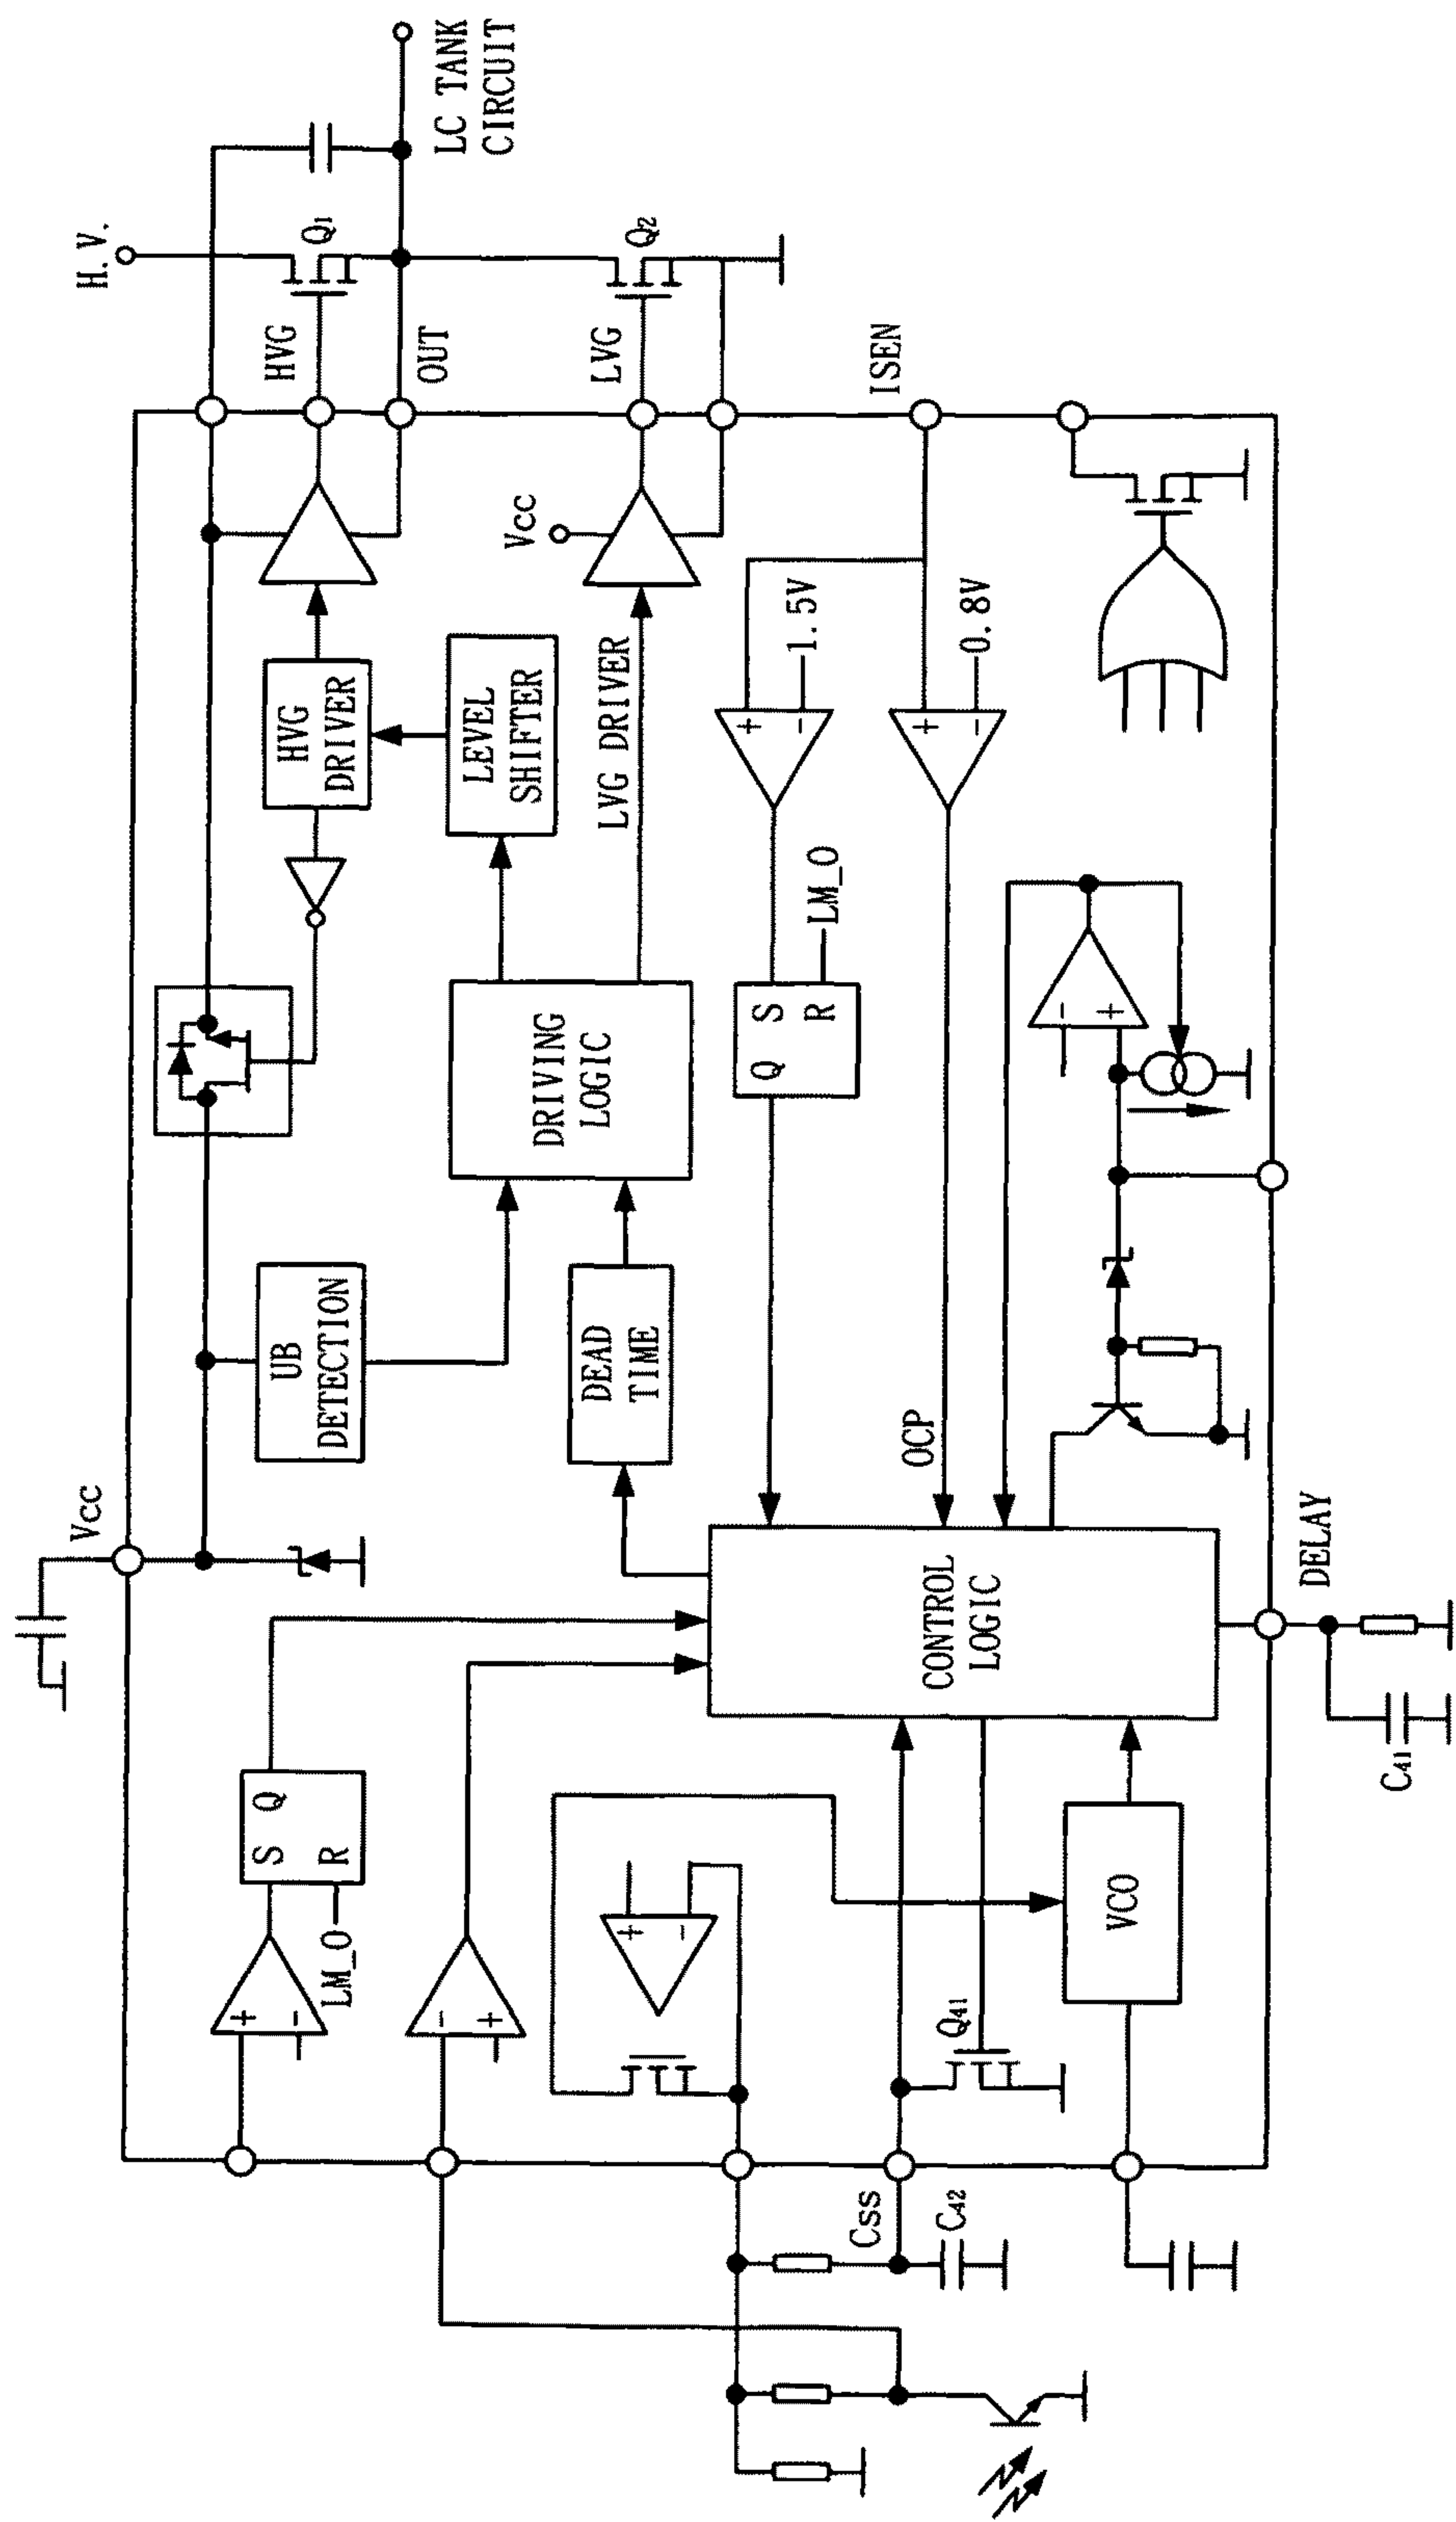 H.V.
Q1
HVG
OUT
LC TANK
CIRCUIT
Q2
LVG
ISEN
Vcc
HVG
DRIVER
LEVEL
SHIFTER
LVG DRIVER
+
-
1.5V
+
-
0.8V
S
R
Q
LM_O
DRIVING
LOGIC
-
+
UB
DETECTION
DEAD
TIME
OCP
Vcc
CONTROL
LOGIC
DELAY
C41
S
Q
R
LM_O
+
-
-
+
+
-
VCO
Q41
Css
C42